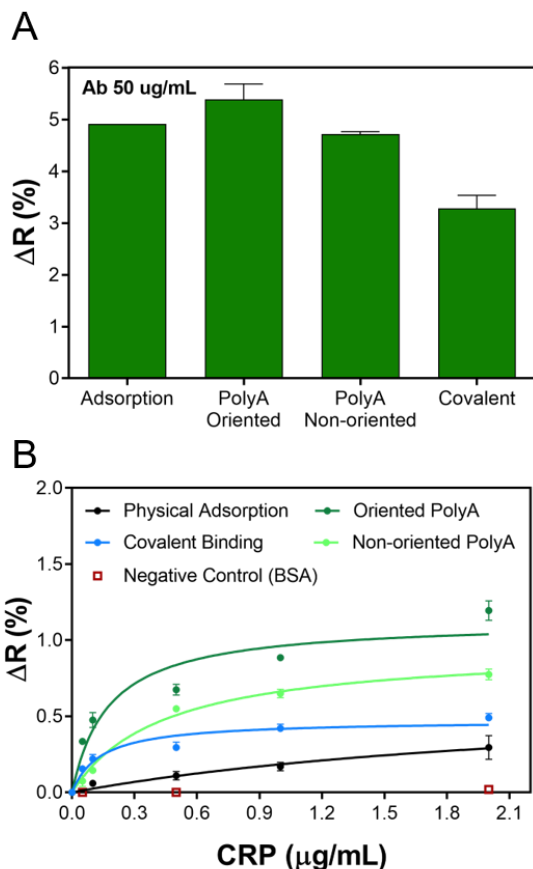 A
Ab 50 ug/mL
ΔR (%)
6
5
4
3
2
1
0
Adsorption
PolyA
Oriented
PolyA
Non-oriented
Covalent
B
2.0
1.5
1.0
0.5
0.0
ΔR (%)
Physical Adsorption
Oriented PolyA
Covalent Binding
Non-oriented PolyA
Negative Control (BSA)
0.0 0.3 0.6 0.9 1.2 1.5 1.8 2.1
CRP (μg/mL)